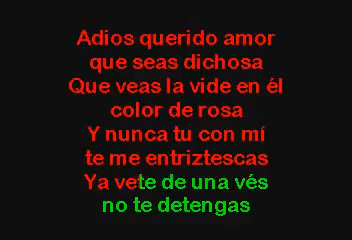 Adios querido amor
que seas dichosa
Que veas la vide en él
color de rosa
Y nunca tu con mí
te me entriztescas
Ya vete de una vés
no te detengas